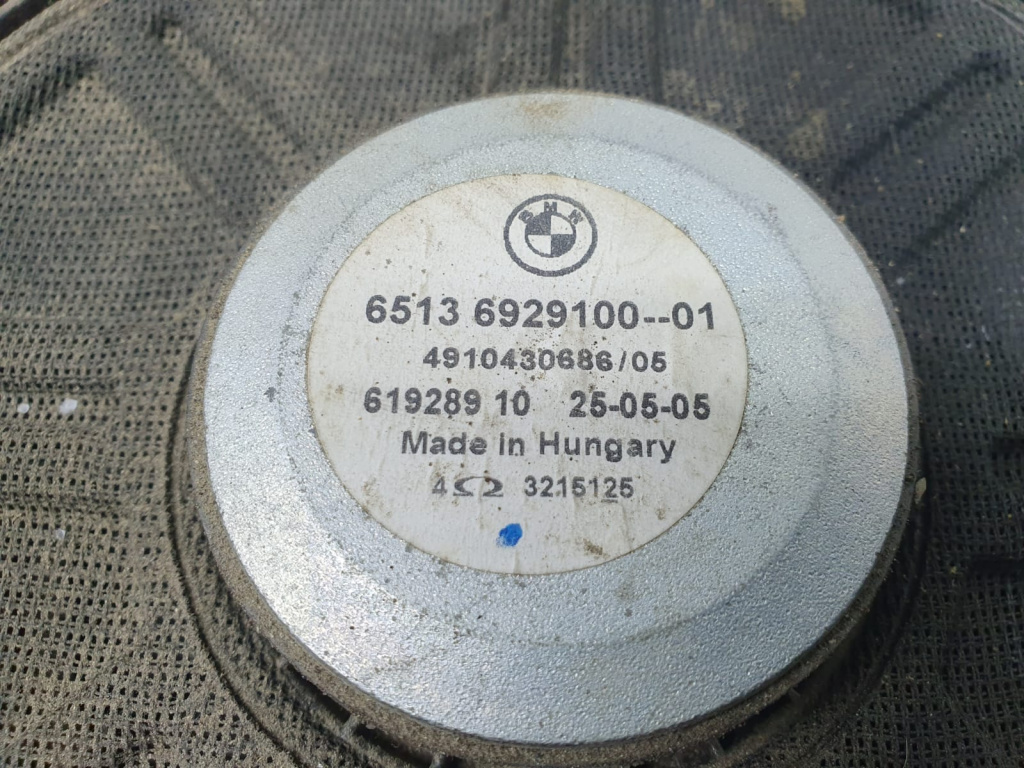 BMW
6513 6929100--01
4910430686/05
619289 10 25-05-05
Made in Hungary
4Ω 3215125